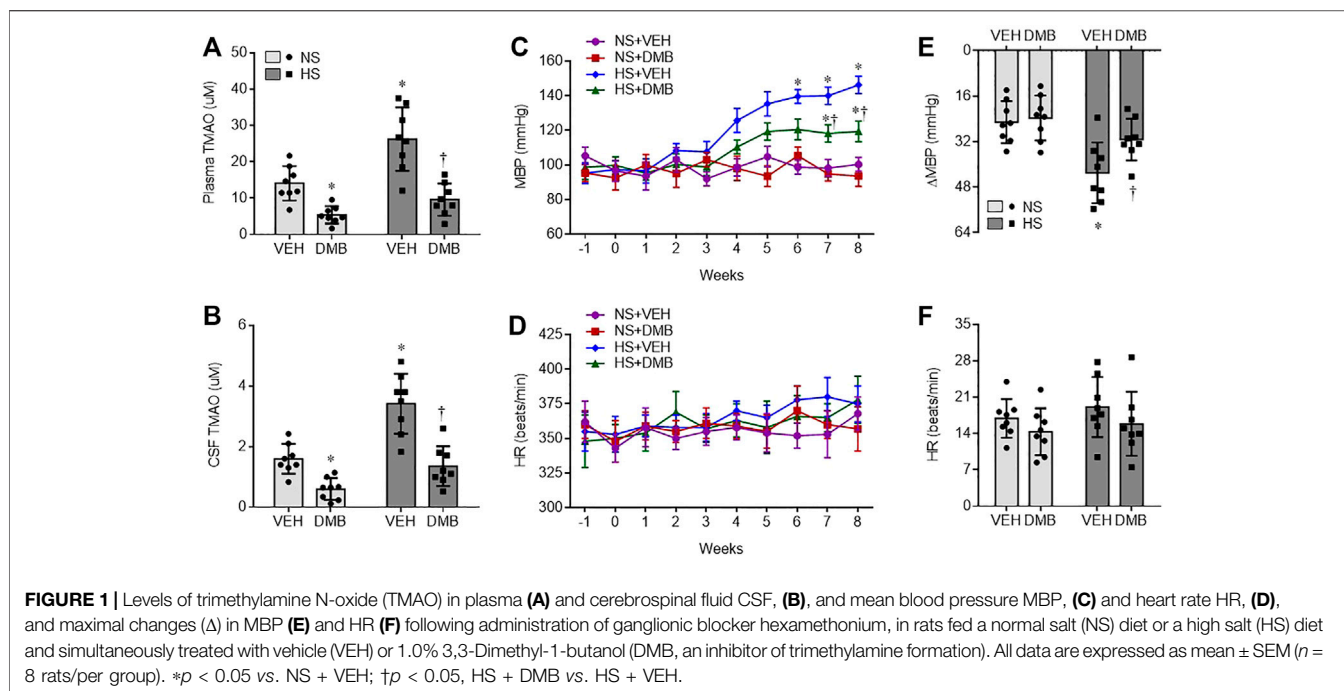 A
Plasma TMAO (uM)
50
40
30
20
10
0
NS
HS
*
*
†
VEH DMB VEH DMB
C
MBP (mmHg)
NS+VEH
NS+DMB
HS+VEH
HS+DMB
160
140
120
100
80
60
* * *
*† *†
-1 0 1 2 3 4 5 6 7 8
Weeks
E
ΔMBP (mmHg)
VEH DMB VEH DMB
0
16
32
48
64
NS
HS
*
†
B
CSF TMAO (uM)
6
4
2
0
*
*
†
VEH DMB VEH DMB
D
HR (beats/min)
NS+VEH
NS+DMB
HS+VEH
HS+DMB
425
400
375
350
325
300
-1 0 1 2 3 4 5 6 7 8
Weeks
F
HR (beats/min)
35
28
21
14
7
0
VEH DMB VEH DMB
FIGURE 1 | Levels of trimethylamine N-oxide (TMAO) in plasma (A) and cerebrospinal fluid CSF, (B), and mean blood pressure MBP, (C) and heart rate HR, (D),
and maximal changes (Δ) in MBP (E) and HR (F) following administration of ganglionic blocker hexamethonium, in rats fed a normal salt (NS) diet or a high salt (HS) diet
and simultaneously treated with vehicle (VEH) or 1.0% 3,3-Dimethyl-1-butanol (DMB, an inhibitor of trimethylamine formation). All data are expressed as mean ± SEM (n =
8 rats/per group). *p < 0.05 vs. NS + VEH; †p < 0.05, HS + DMB vs. HS + VEH.